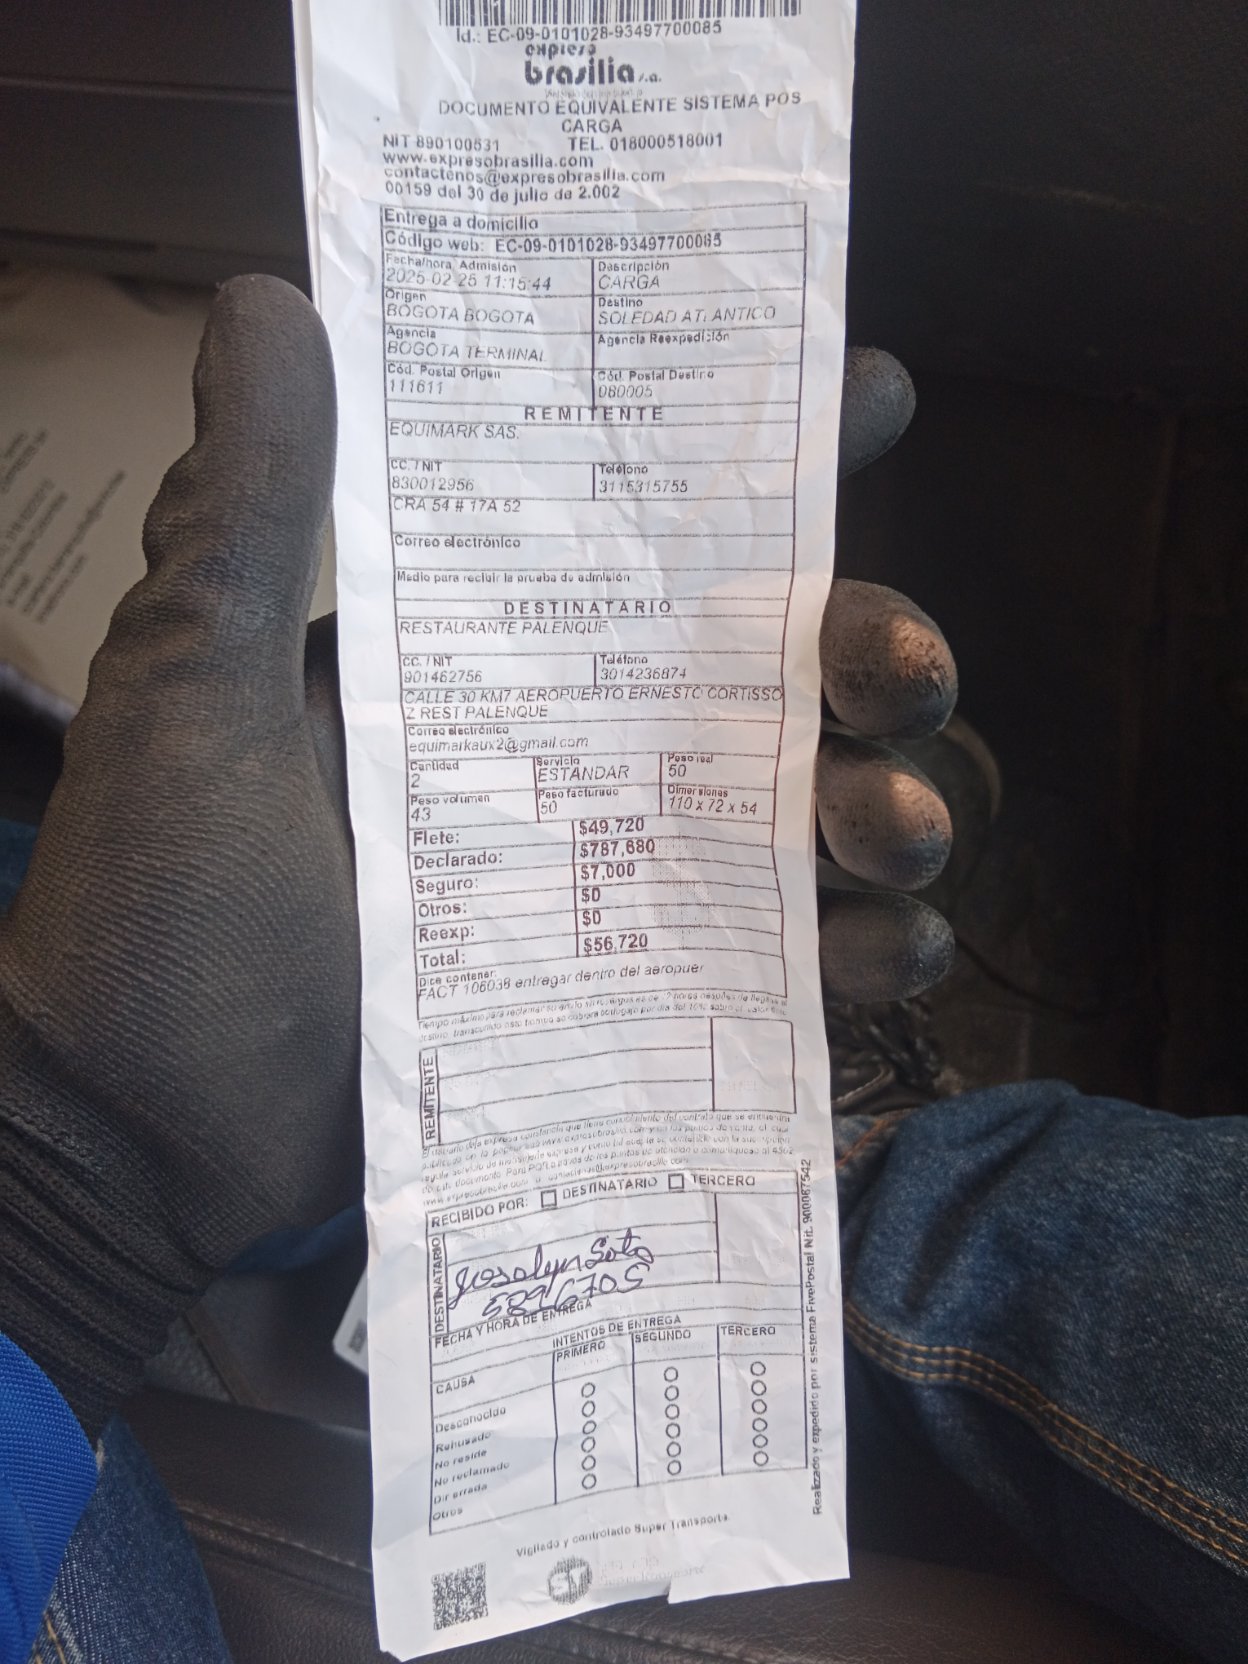 Id.: EC-09-0101028-93497700085
expreso
brasilia s.a.
DOCUMENTO EQUIVALENTE SISTEMA POS
CARGA
NIT 890100531 TEL. 018000518001
www.expresobrasilia.com
contactenos@expresobrasilia.com
00159 del 30 de julio de 2.002
Entrega a domicilio
Código web: EC-09-0101028-93497700085
Fecha/hora Admisión Descripción
2025-02-25 11:15:44 CARGA
Origen Destino
BOGOTA BOGOTA SOLEDAD ATLANTICO
Agencia Agencia Reexpedición
BOGOTA TERMINAL
Cód. Postal Origen Cód. Postal Destino
111611 080005
REMITENTE
EQUIMARK SAS.
CC. / NIT Teléfono
830012956 3115315755
CRA 54 # 17A 52
Correo electrónico
Medio para recibir la prueba de admisión
DESTINATARIO
RESTAURANTE PALENQUE
CC. / NIT Teléfono
901462756 3014236874
CALLE 30 KM7 AEROPUERTO ERNESTO CORTISSO
Z REST PALENQUE
Correo electrónico
equimarkaux2@gmail.com
Cantidad Servicio Peso real
2 ESTANDAR 50
Peso volumen Peso facturado Dimensiones
43 50 110 x 72 x 54
Flete: $49,720
Declarado: $787,680
Seguro: $7,000
Otros: $0
Reexp: $0
Total: $56,720
Dice contener:
FACT 106038 entregar dentro del aeropuer
REMITENTE
RECIBIDO POR: DESTINATARIO TERCERO
DESTINATARIO
Josalyn Soto
5896705
FECHA Y HORA DE ENTREGA
INTENTOS DE ENTREGA
CAUSA PRIMERO SEGUNDO TERCERO
Desconocido
Rehusado
No reside
No reclamado
Dir errada
Otros
Realizado y expedido por sistema FivePostal Nit. 900087542
Vigilado y controlado Super Transporte